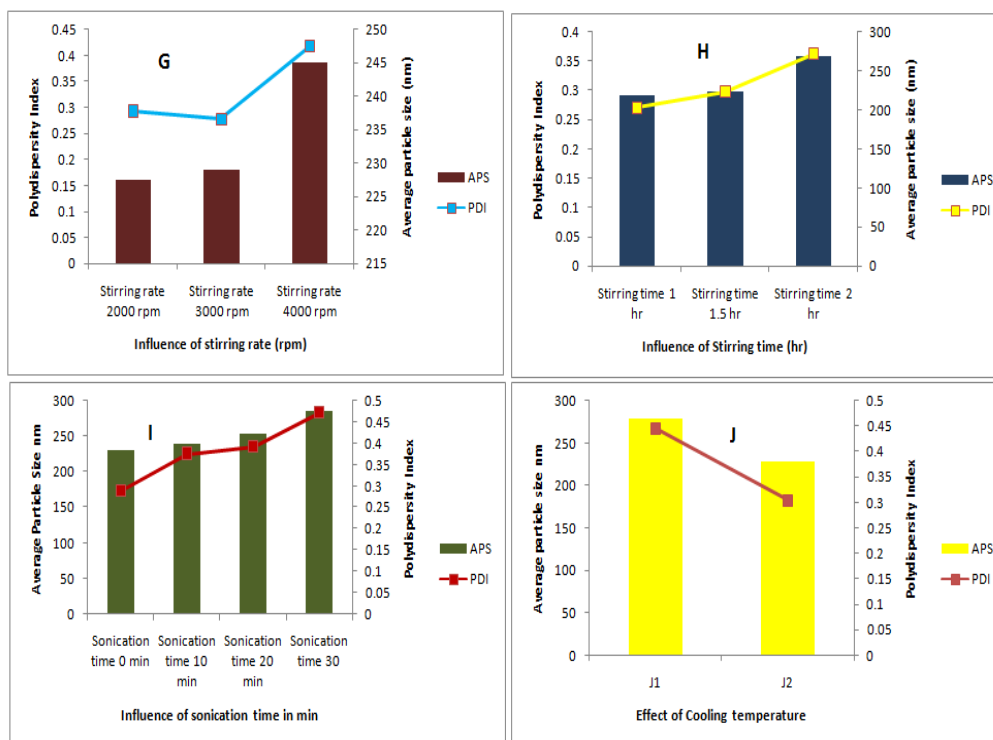 G
Polydispersity Index
0.45
0.4
0.35
0.3
0.25
0.2
0.15
0.1
0.05
0
250
245
240
235
230
225
220
215
Average particle size (nm)
APS
PDI
Stirring rate 2000 rpm
Stirring rate 3000 rpm
Stirring rate 4000 rpm
Influence of stirring rate (rpm)
H
Polydispersity Index
0.4
0.35
0.3
0.25
0.2
0.15
0.1
0.05
0
300
250
200
150
100
50
0
Average particle size (nm)
APS
PDI
Stirring time 1 hr
Stirring time 1.5 hr
Stirring time 2 hr
Influence of Stirring time (hr)
I
Average Particle Size nm
300
250
200
150
100
50
0
0.5
0.45
0.4
0.35
0.3
0.25
0.2
0.15
0.1
0.05
0
Polydispersity Index
APS
PDI
Sonication time 0 min
Sonication time 10 min
Sonication time 20 min
Sonication time 30
Influence of sonication time in min
J
Average particle size nm
300
250
200
150
100
50
0
0.5
0.45
0.4
0.35
0.3
0.25
0.2
0.15
0.1
0.05
0
Polydispersity Index
APS
PDI
J1
J2
Effect of Cooling temperature